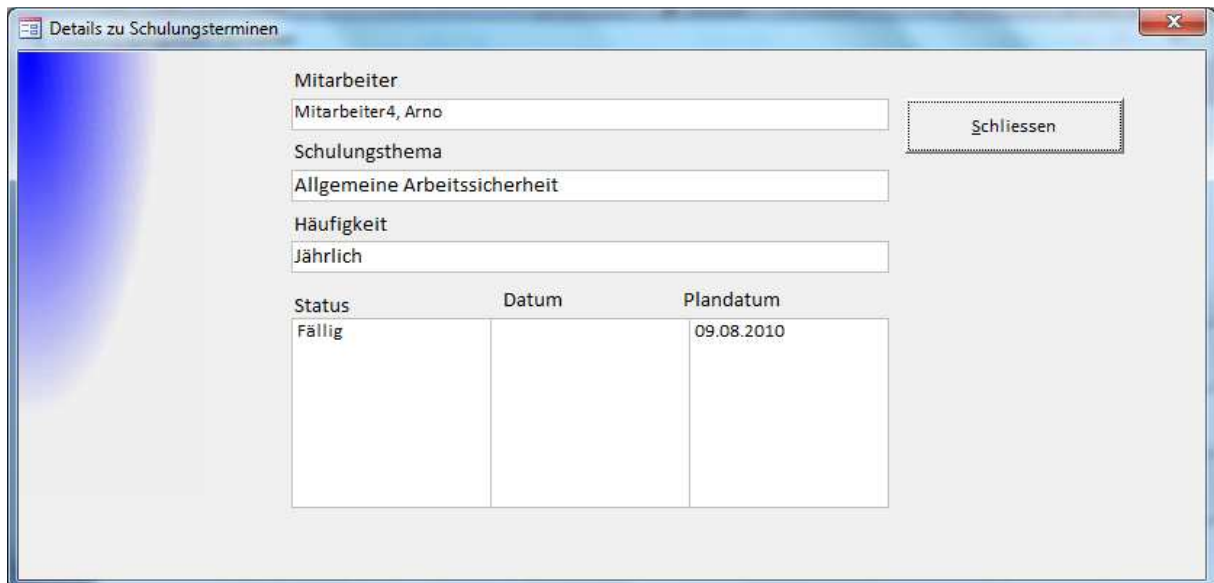 Details zu Schulungsterminen
Mitarbeiter
Mitarbeiter4, Arno
Schliessen
Schulungsthema
Allgemeine Arbeitssicherheit
Häufigkeit
Jährlich
Status Datum Plandatum
Fällig 09.08.2010